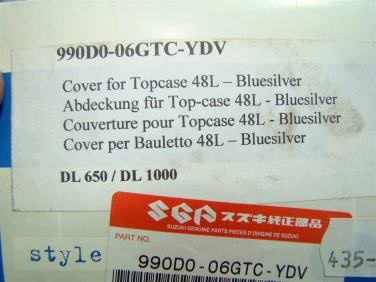 990D0-06GTC-YDV
Cover for Topcase 48L – Bluesilver
Abdeckung für Top-case 48L - Bluesilver
Couverture pour Topcase 48L - Bluesilver
Cover per Bauletto 48L – Bluesilver
DL 650 / DL 1000
SGP スズキ純正部品
SUZUKI GENUINE PARTS PIECES D'ORIGINE DE SUZUKI
PART NO.
style
990D0-06GTC-YDV
435-